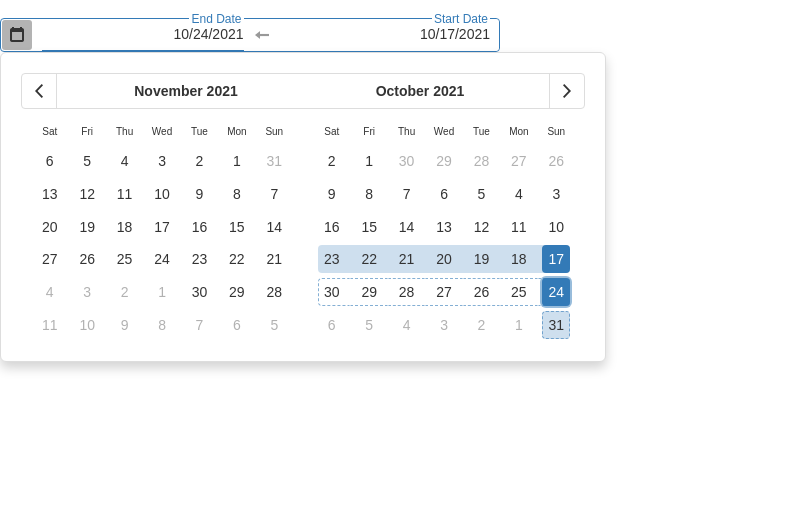 End Date Start Date
10/24/2021 10/17/2021
November 2021 October 2021
Sat Fri Thu Wed Tue Mon Sun Sat Fri Thu Wed Tue Mon Sun
6 5 4 3 2 1 31 2 1 30 29 28 27 26
13 12 11 10 9 8 7 9 8 7 6 5 4 3
20 19 18 17 16 15 14 16 15 14 13 12 11 10
27 26 25 24 23 22 21 23 22 21 20 19 18 17
4 3 2 1 30 29 28 30 29 28 27 26 25 24
11 10 9 8 7 6 5 6 5 4 3 2 1 31